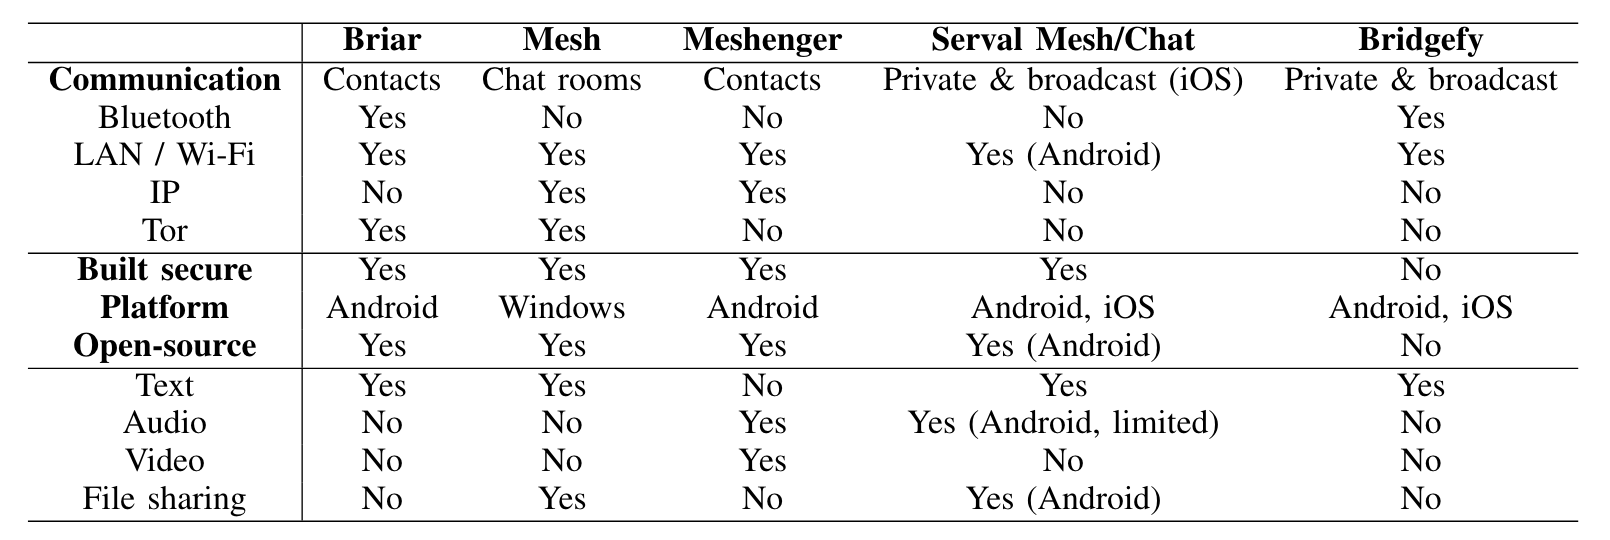 Briar Mesh Meshenger Serval Mesh/Chat Bridgefy
Communication Contacts Chat rooms Contacts Private & broadcast (iOS) Private & broadcast
Bluetooth Yes No No No Yes
LAN / Wi-Fi Yes Yes Yes Yes (Android) Yes
IP No Yes Yes No No
Tor Yes Yes No No No
Built secure Yes Yes Yes Yes No
Platform Android Windows Android Android, iOS Android, iOS
Open-source Yes Yes Yes Yes (Android) No
Text Yes Yes No Yes Yes
Audio No No Yes Yes (Android, limited) No
Video No No Yes No No
File sharing No Yes No Yes (Android) No